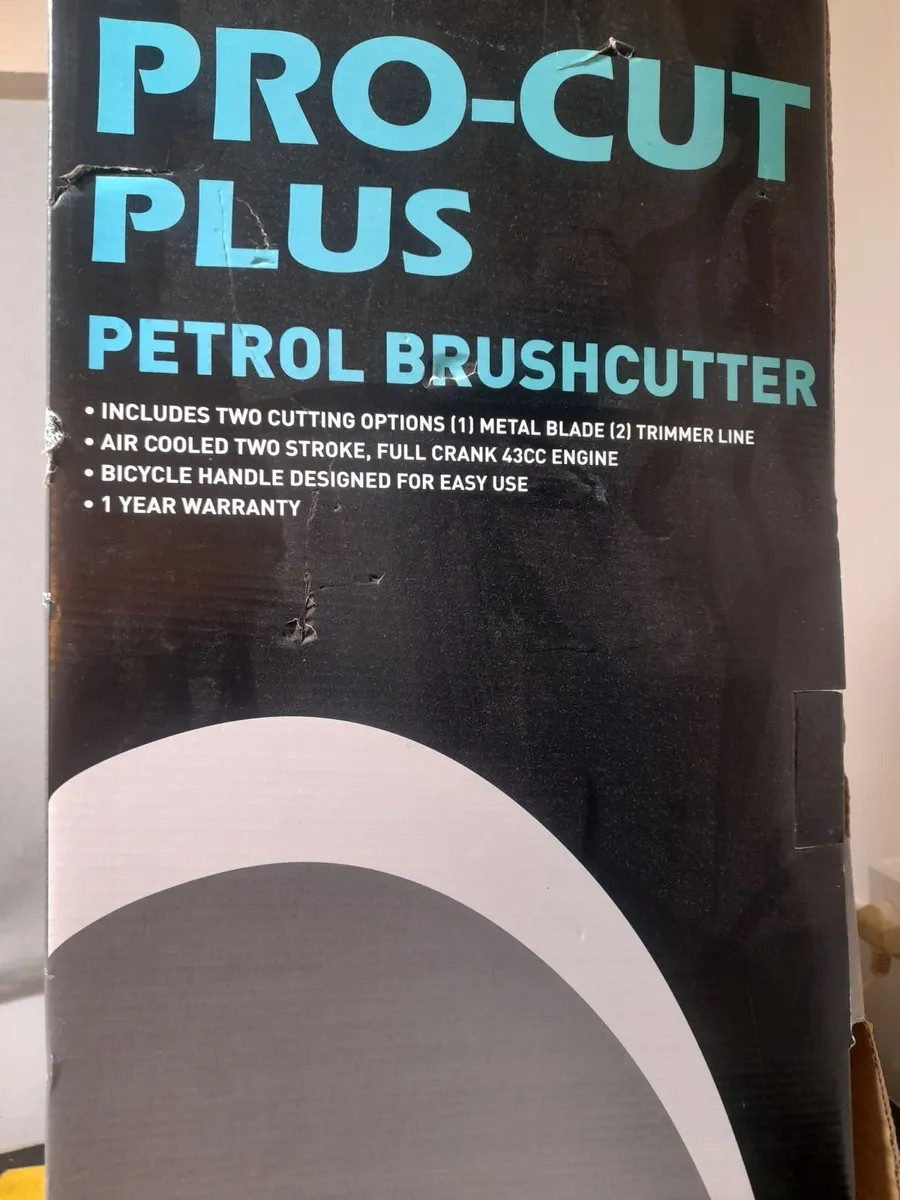 PRO-CUT
PLUS
PETROL BRUSHCUTTER
• INCLUDES TWO CUTTING OPTIONS (1) METAL BLADE (2) TRIMMER LINE
• AIR COOLED TWO STROKE, FULL CRANK 43CC ENGINE
• BICYCLE HANDLE DESIGNED FOR EASY USE
• 1 YEAR WARRANTY